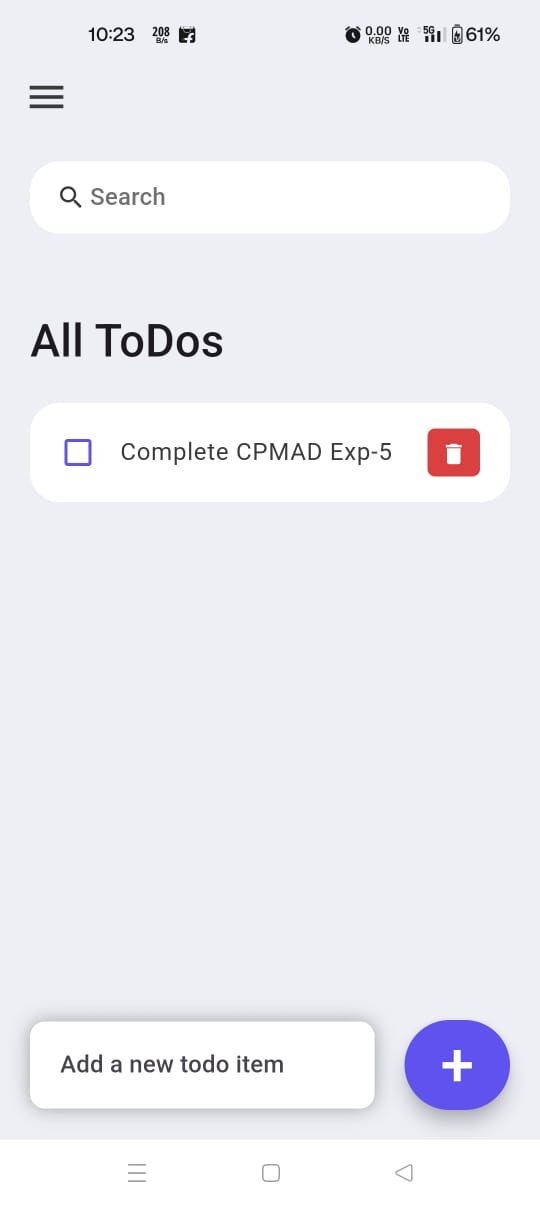 10:23 208 B/s 0.00 KB/S Vo LTE 5G 61%
Search
All ToDos
Complete CPMAD Exp-5
Add a new todo item